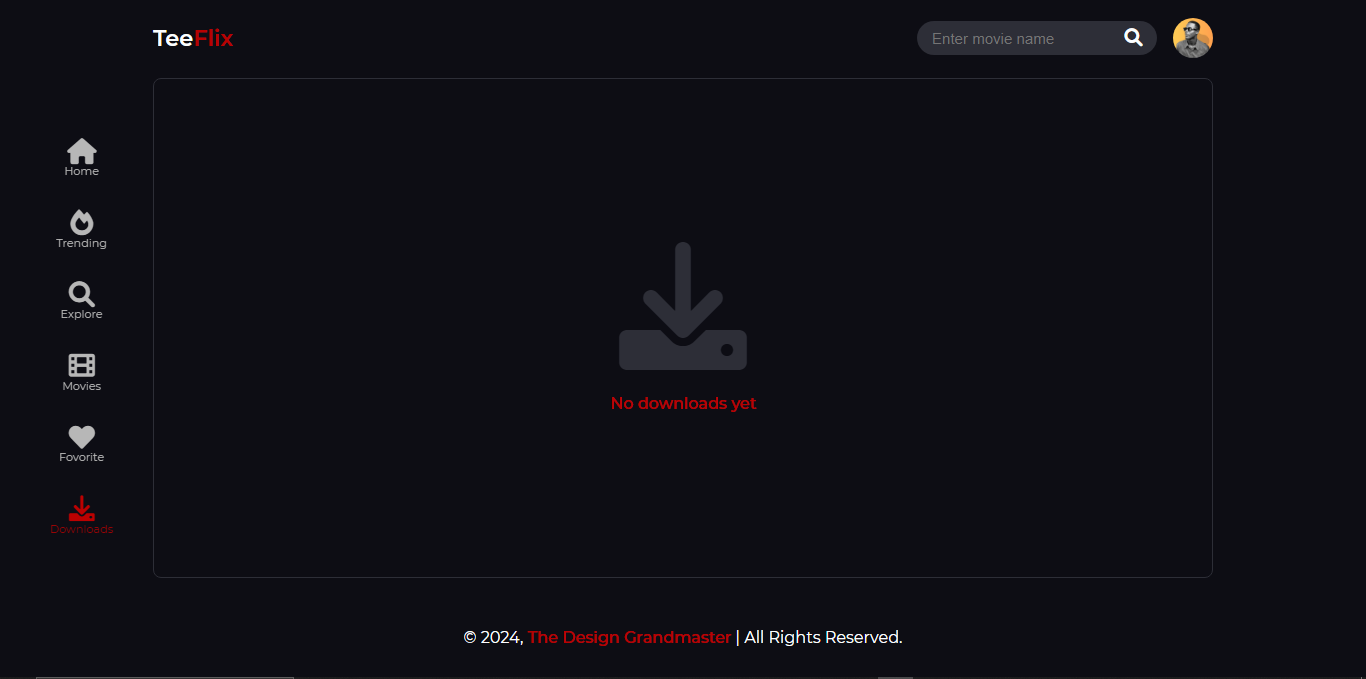 TeeFlix
Enter movie name
Home
Trending
Explore
Movies
Fovorite
Downloads
No downloads yet
© 2024, The Design Grandmaster | All Rights Reserved.